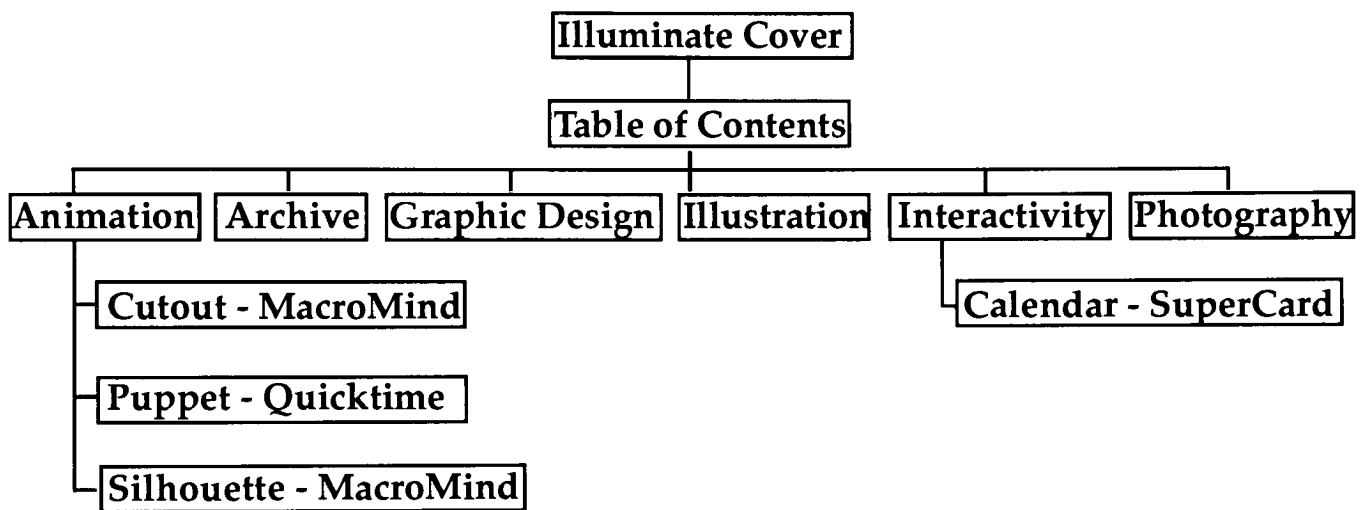 Illuminate Cover
Table of Contents
Animation
Archive
Graphic Design
Illustration
Interactivity
Photography
Cutout - MacroMind
Calendar - SuperCard
Puppet - Quicktime
Silhouette - MacroMind